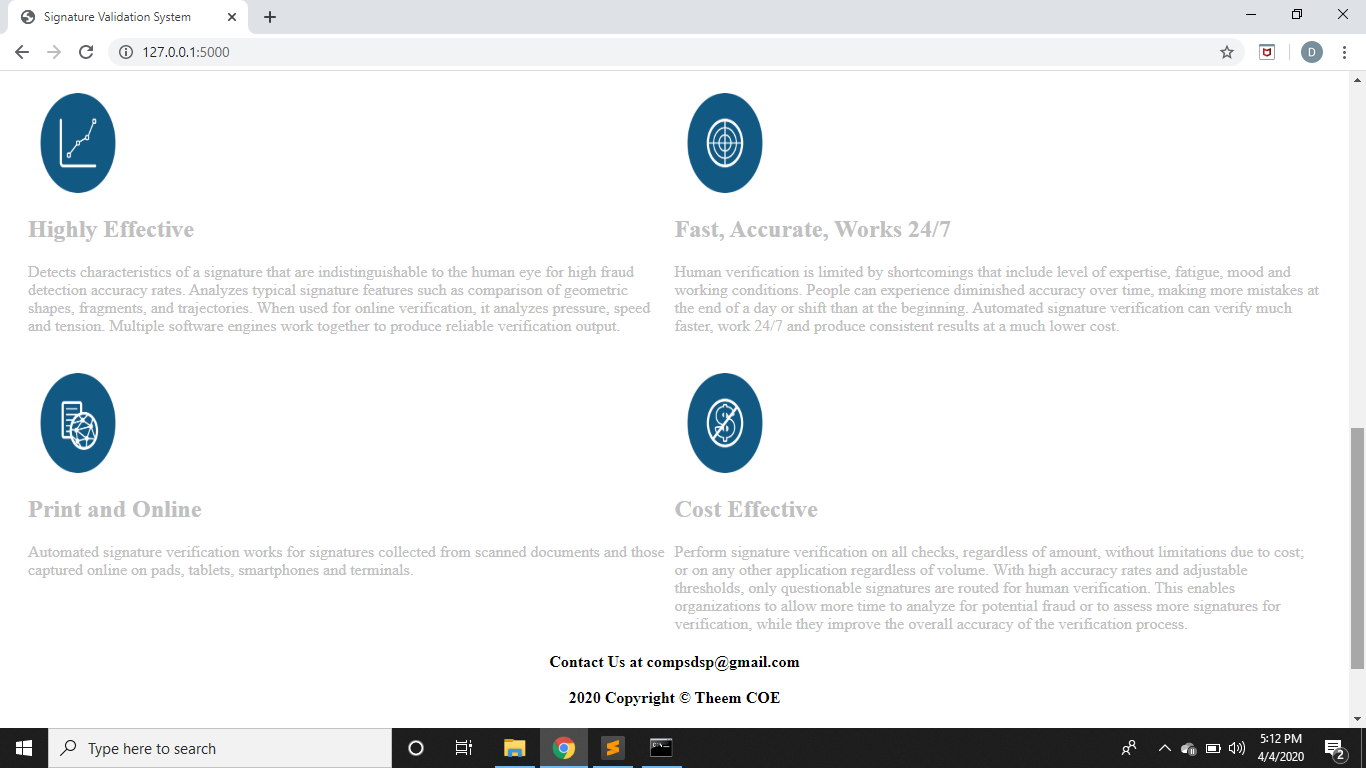 Signature Validation System
127.0.0.1:5000
D
Highly Effective
Detects characteristics of a signature that are indistinguishable to the human eye for high fraud
detection accuracy rates. Analyzes typical signature features such as comparison of geometric
shapes, fragments, and trajectories. When used for online verification, it analyzes pressure, speed
and tension. Multiple software engines work together to produce reliable verification output.
Fast, Accurate, Works 24/7
Human verification is limited by shortcomings that include level of expertise, fatigue, mood and
working conditions. People can experience diminished accuracy over time, making more mistakes at
the end of a day or shift than at the beginning. Automated signature verification can verify much
faster, work 24/7 and produce consistent results at a much lower cost.
Print and Online
Automated signature verification works for signatures collected from scanned documents and those
captured online on pads, tablets, smartphones and terminals.
Cost Effective
Perform signature verification on all checks, regardless of amount, without limitations due to cost;
or on any other application regardless of volume. With high accuracy rates and adjustable
thresholds, only questionable signatures are routed for human verification. This enables
organizations to allow more time to analyze for potential fraud or to assess more signatures for
verification, while they improve the overall accuracy of the verification process.
Contact Us at compsdsp@gmail.com
2020 Copyright © Theem COE
Type here to search
5:12 PM
4/4/2020
2